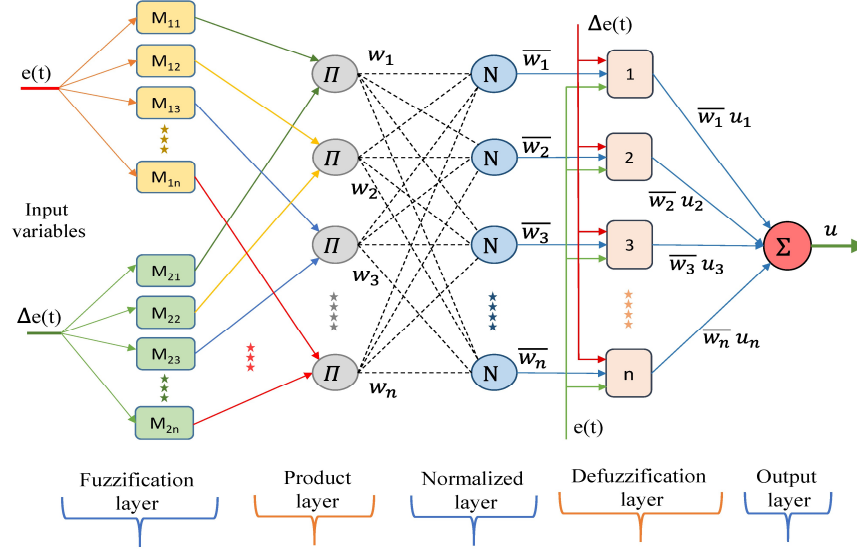 e(t)
Input
variables
Δe(t)
M₁₁
M₁₂
M₁₃
M₁ₙ
M₂₁
M₂₂
M₂₃
M₂ₙ
Π
Π
Π
Π
w₁
w₂
w₃
wₙ
N
N
N
N
w̅₁
w̅₂
w̅₃
w̅ₙ
Δe(t)
1
2
3
n
e(t)
w̅₁ u₁
w̅₂ u₂
w̅₃ u₃
w̅ₙ uₙ
Σ
u
Fuzzification
layer
Product
layer
Normalized
layer
Defuzzification
layer
Output
layer